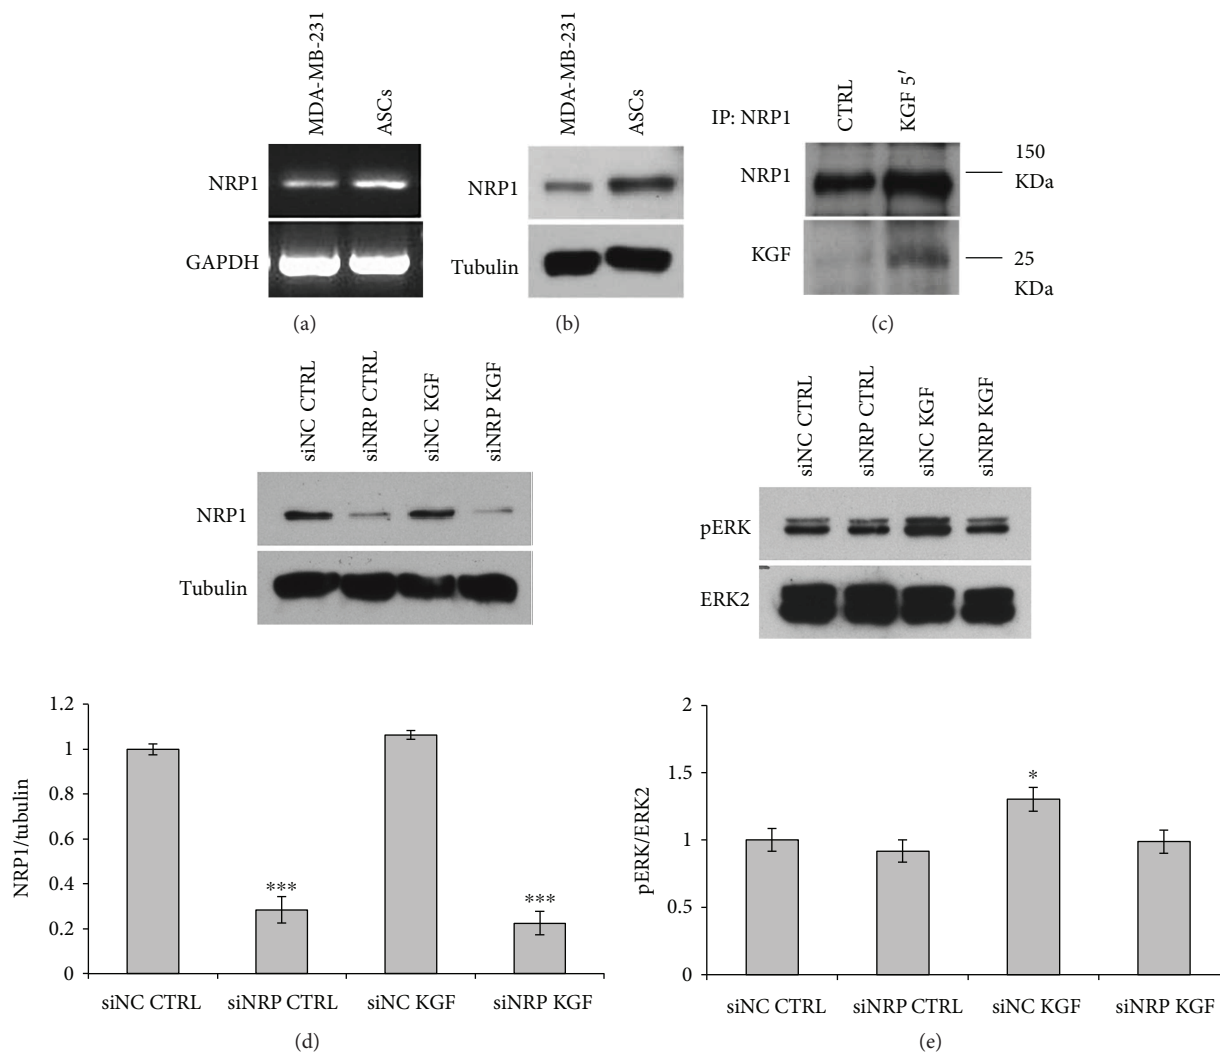 MDA-MB-231
ASCs
NRP1
GAPDH
(a)
MDA-MB-231
ASCs
NRP1
Tubulin
(b)
IP: NRP1
CTRL
KGF 5′
NRP1
150
KDa
KGF
25
KDa
(c)
siNC CTRL
siNRP CTRL
siNC KGF
siNRP KGF
NRP1
Tubulin
1.2
1
0.8
0.6
0.4
0.2
0
NRP1/tubulin
***
***
siNC CTRL
siNRP CTRL
siNC KGF
siNRP KGF
(d)
siNC CTRL
siNRP CTRL
siNC KGF
siNRP KGF
pERK
ERK2
2
1.5
1
0.5
0
pERK/ERK2
*
siNC CTRL
siNRP CTRL
siNC KGF
siNRP KGF
(e)